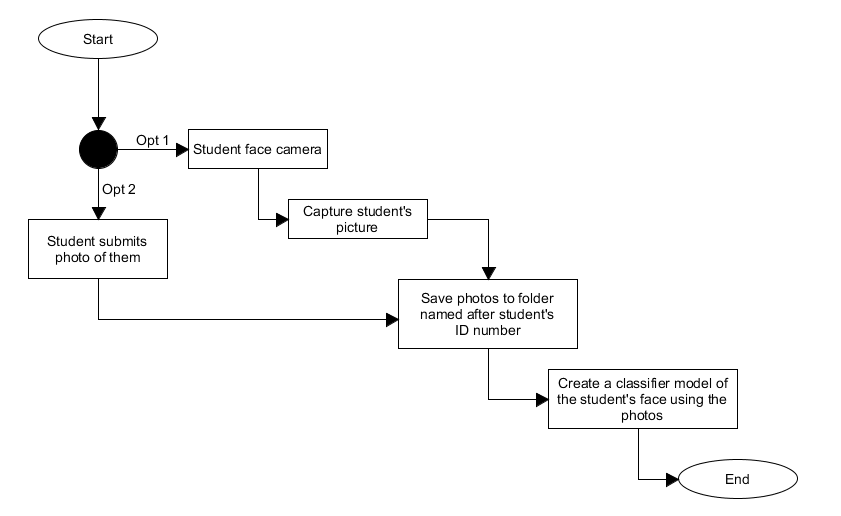 Start
Opt 1
Student face camera
Opt 2
Capture student's
picture
Student submits
photo of them
Save photos to folder
named after student's
ID number
Create a classifier model of
the student's face using the
photos
End